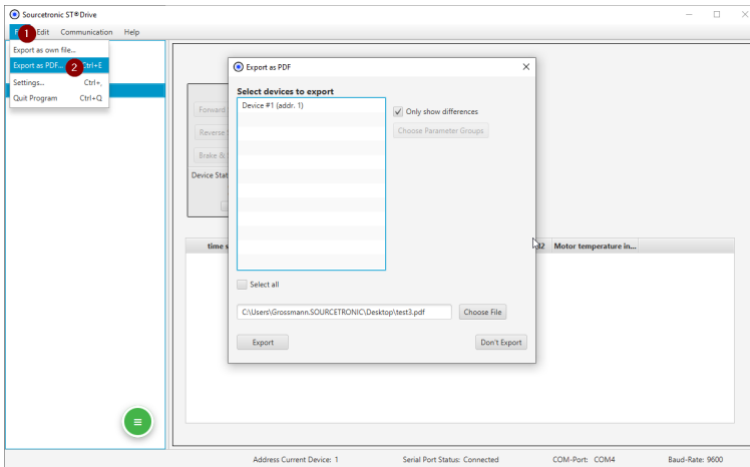 Sourcetronic ST®Drive
1 Edit Communication Help
Export as own file...
Export as PDF... 2 Ctrl+E
Settings... Ctrl+,
Quit Program Ctrl+Q
Export as PDF
Select devices to export
Device #1 (addr. 1)
Only show differences
Choose Parameter Groups
Forward
Reverse
Brake &
Device Stat
time s
32 Motor temperature in...
Select all
C:\Users\Grossmann.SOURCETRONIC\Desktop\test3.pdf Choose File
Export Don't Export
Address Current Device: 1 Serial Port Status: Connected COM-Port: COM4 Baud-Rate: 9600